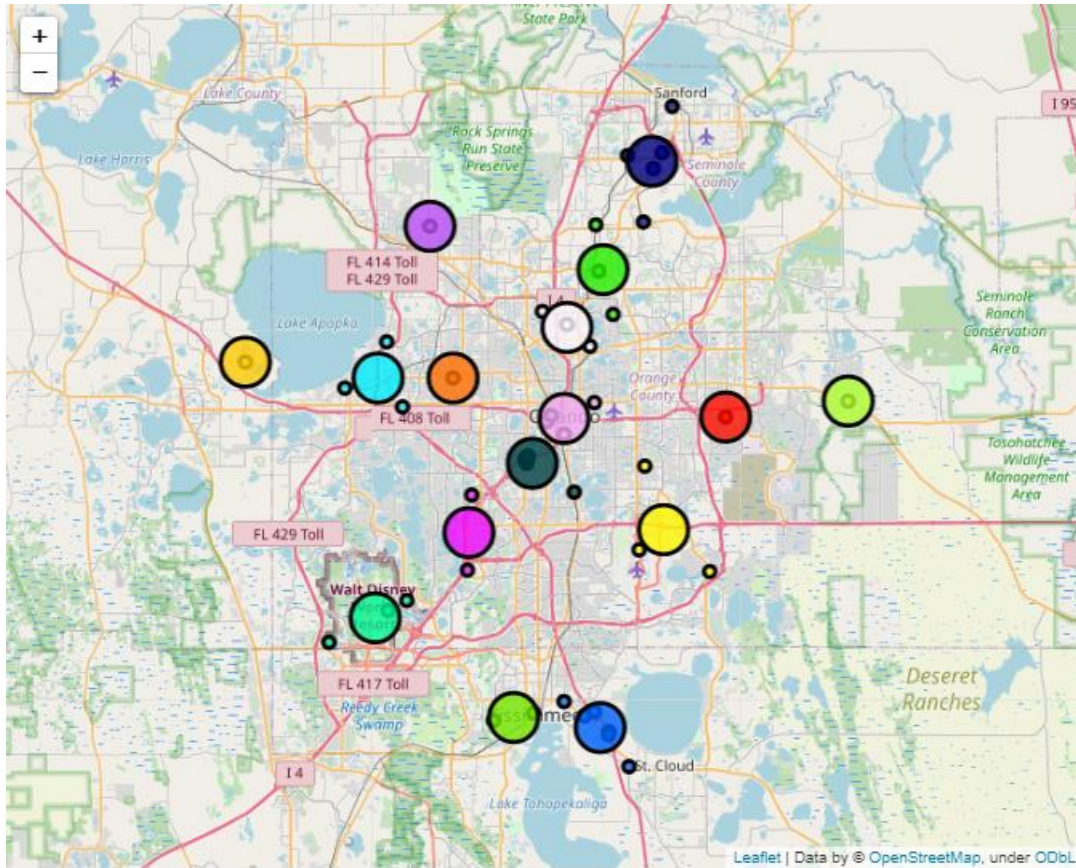 +
−
State Park
Sanford
Lake County
I 95
Rock Springs
Run State
Preserve
Lake Harris
Seminole
County
FL 414 Toll
FL 429 Toll
I 4
Lake Apopka
Seminole
Ranch
Conservation
Area
Orange
County
FL 408 Toll
Tosohatchee
Wildlife
Management
Area
FL 429 Toll
Walt Disney
FL 417 Toll
Reedy Creek
Swamp
Deseret
Ranches
I 4
St. Cloud
Lake Tohopekaliga
Leaflet | Data by © OpenStreetMap, under ODbL